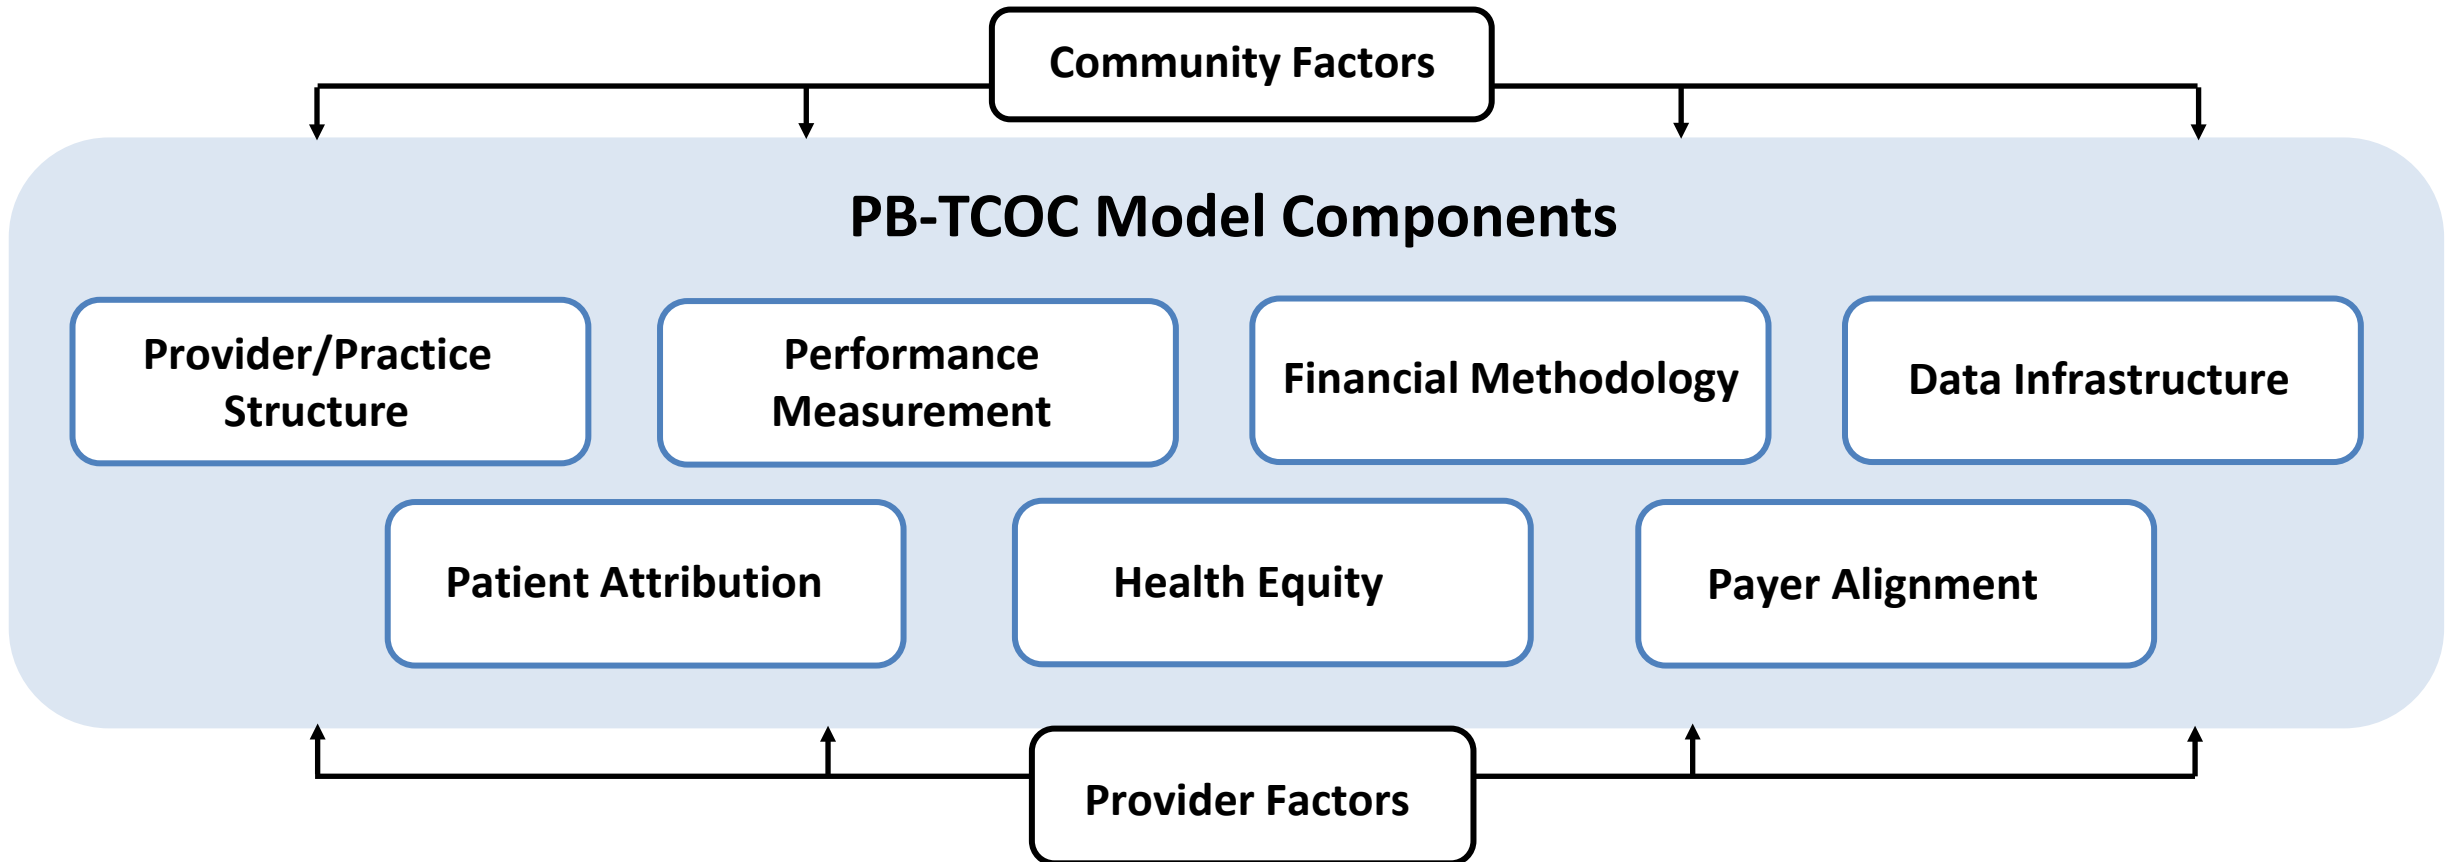 Community Factors
PB-TCOC Model Components
Provider/Practice
Structure
Performance
Measurement
Financial Methodology
Data Infrastructure
Patient Attribution
Health Equity
Payer Alignment
Provider Factors